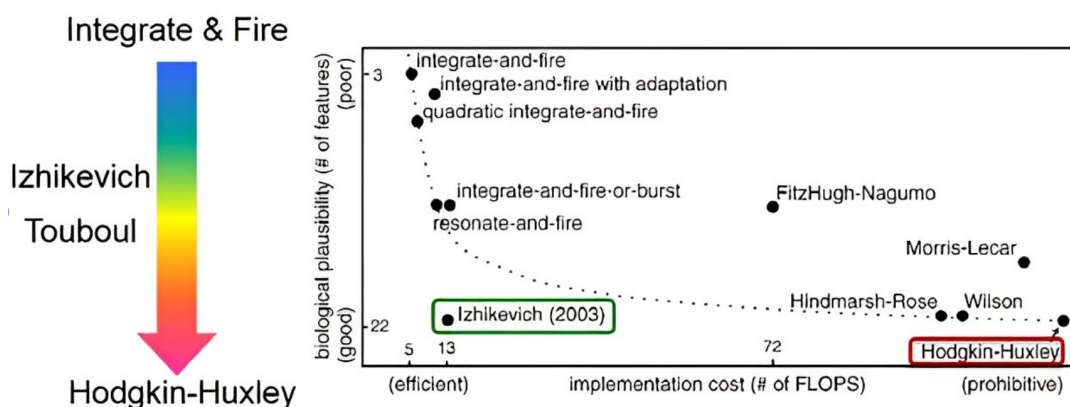 Integrate & Fire
Izhikevich
Touboul
Hodgkin-Huxley
biological plausibility (# of features)
(poor)
(good)
3
22
integrate-and-fire
integrate-and-fire with adaptation
quadratic integrate-and-fire
integrate-and-fire-or-burst
resonate-and-fire
FitzHugh-Nagumo
Morris-Lecar
Hindmarsh-Rose
Wilson
Izhikevich (2003)
Hodgkin-Huxley
5
13
72
(efficient)
implementation cost (# of FLOPS)
(prohibitive)